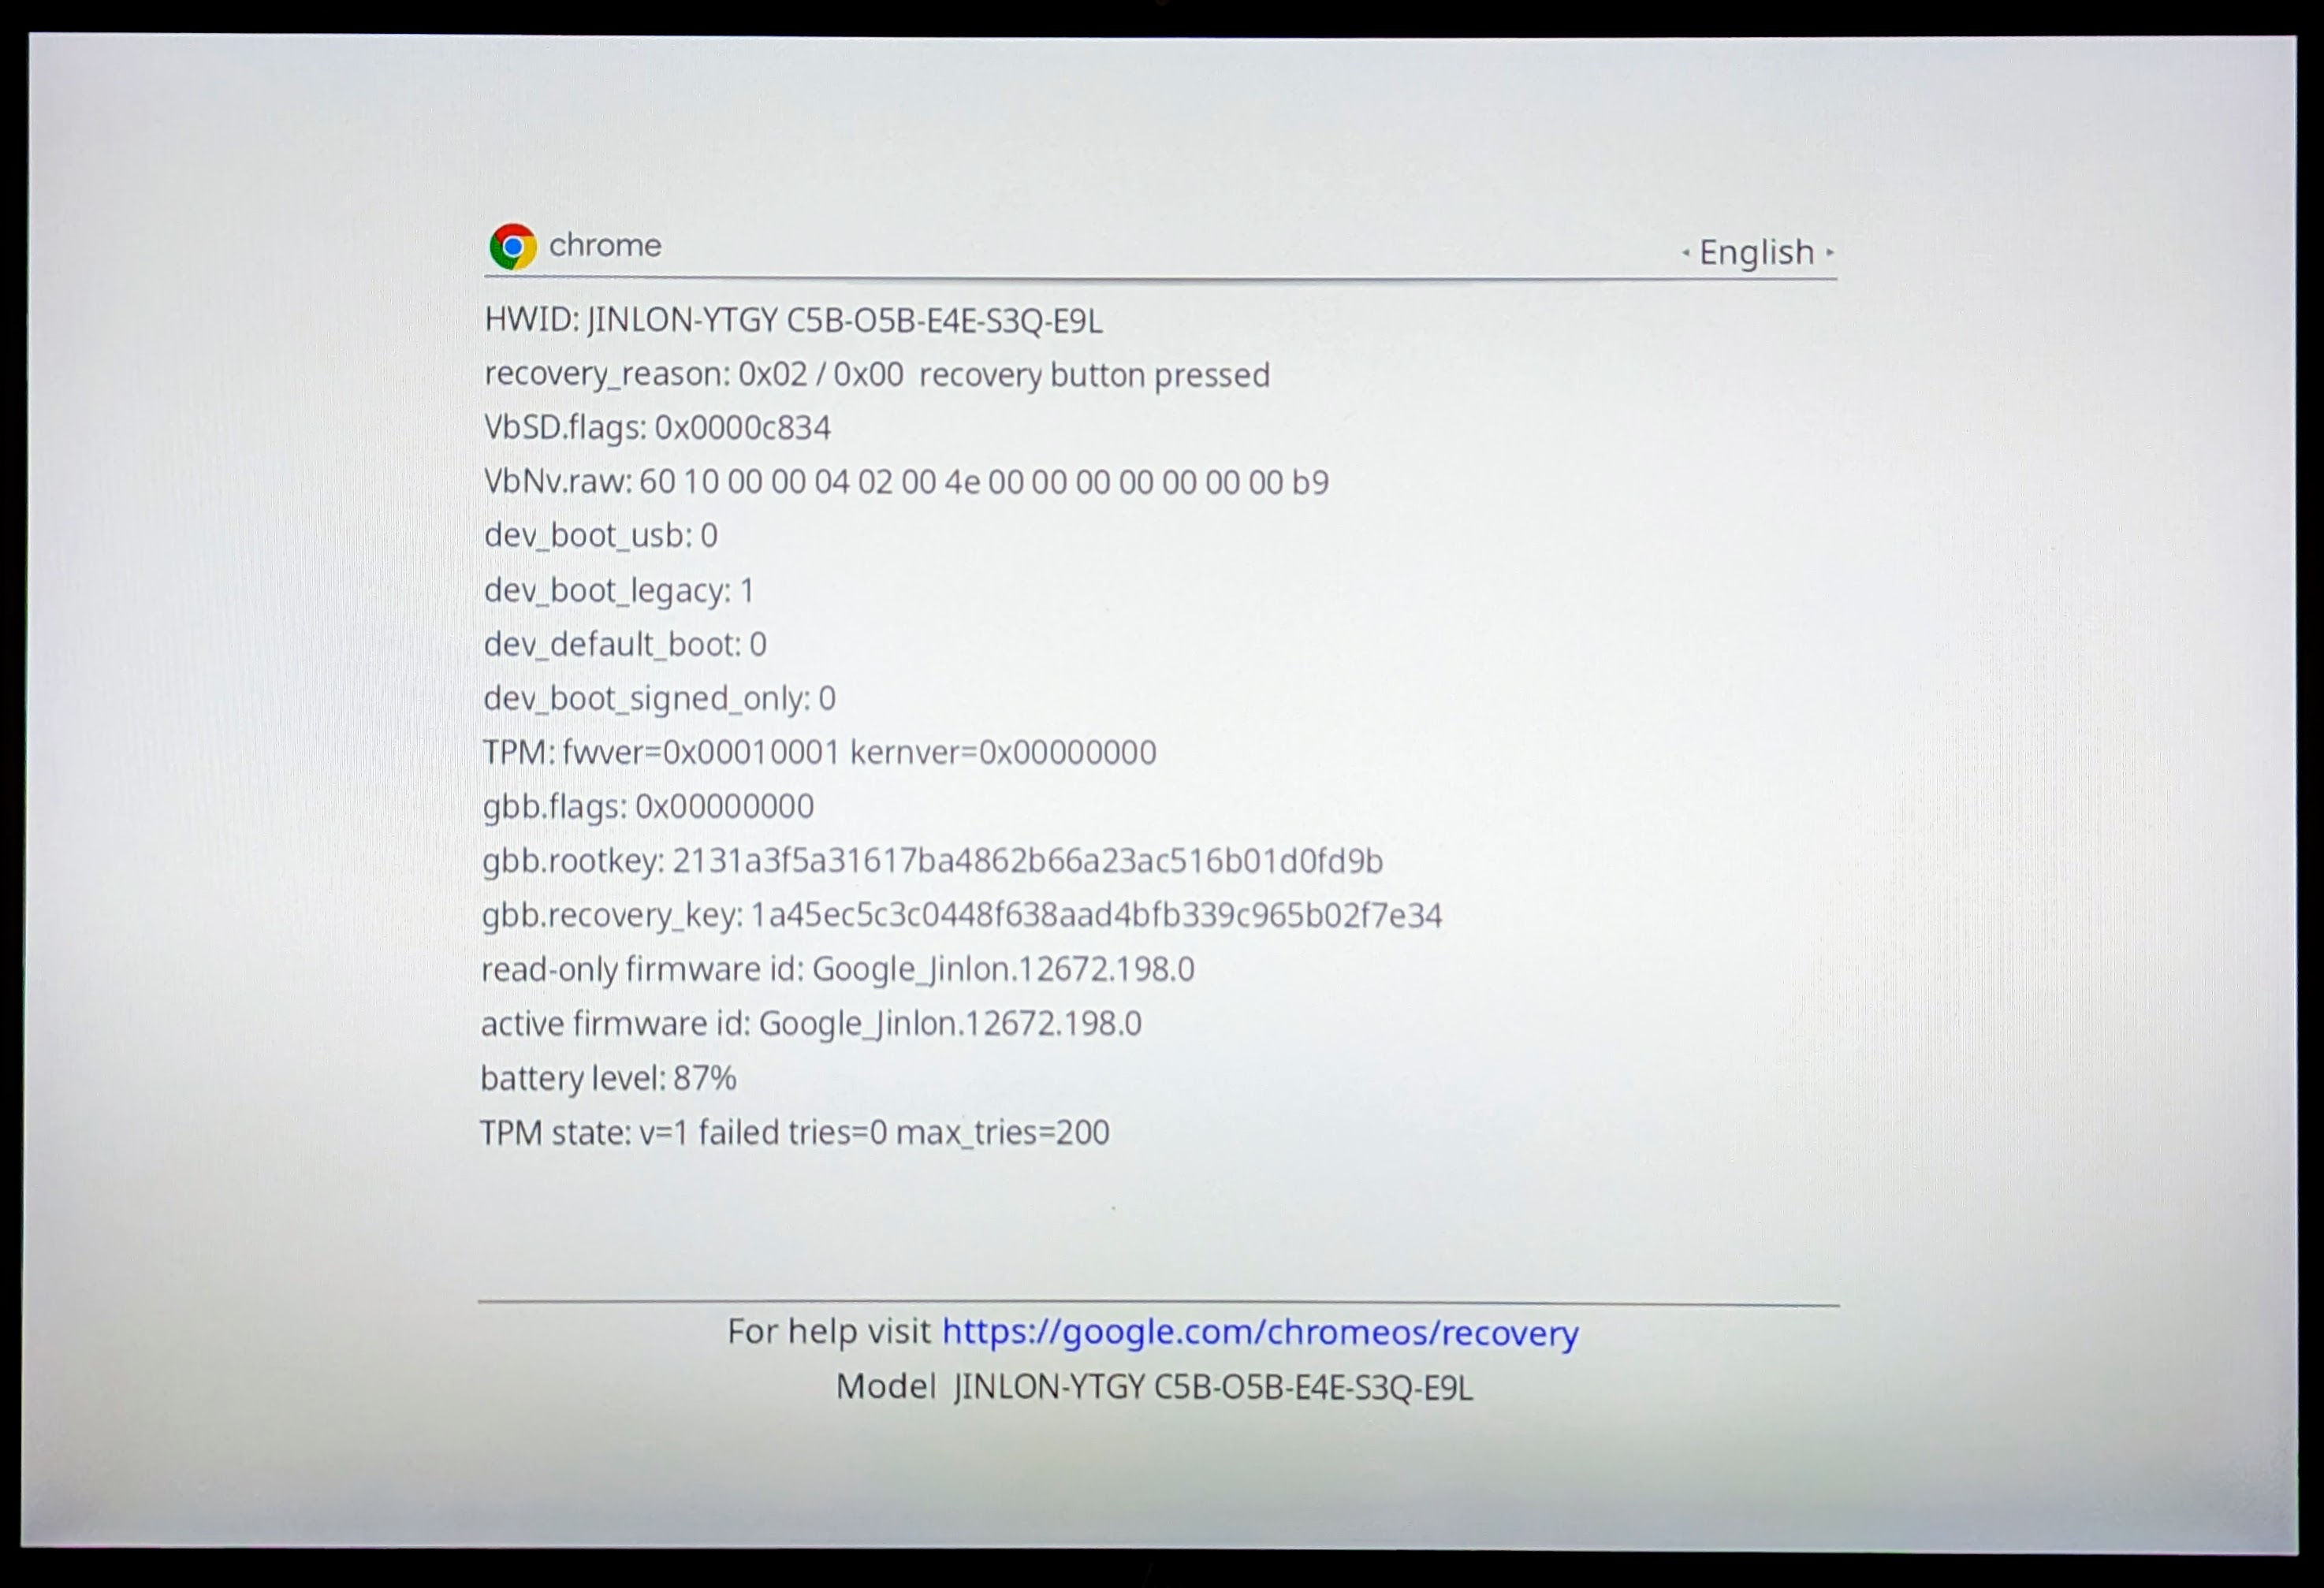 chrome
English
HWID: JINLON-YTGY C5B-O5B-E4E-S3Q-E9L
recovery_reason: 0x02 / 0x00 recovery button pressed
VbSD.flags: 0x0000c834
VbNv.raw: 60 10 00 00 04 02 00 4e 00 00 00 00 00 00 00 b9
dev_boot_usb: 0
dev_boot_legacy: 1
dev_default_boot: 0
dev_boot_signed_only: 0
TPM: fwver=0x00010001 kernver=0x00000000
gbb.flags: 0x00000000
gbb.rootkey: 2131a3f5a31617ba4862b66a23ac516b01d0fd9b
gbb.recovery_key: 1a45ec5c3c0448f638aad4bfb339c965b02f7e34
read-only firmware id: Google_Jinlon.12672.198.0
active firmware id: Google_Jinlon.12672.198.0
battery level: 87%
TPM state: v=1 failed tries=0 max_tries=200
For help visit https://google.com/chromeos/recovery
Model JINLON-YTGY C5B-O5B-E4E-S3Q-E9L